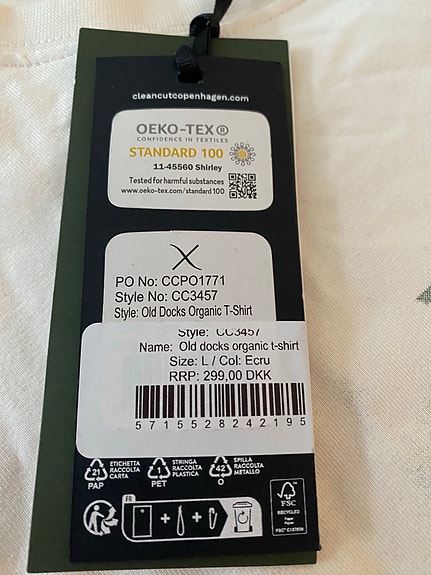 cleancutcopenhagen.com
OEKO-TEX®
CONFIDENCE IN TEXTILES
STANDARD 100
11-45560 Shirley
Tested for harmful substances
www.oeko-tex.com/standard100
PO No: CCPO1771
Style No: CC3457
Style: Old Docks Organic T-Shirt
Style: CC3457
Name: Old docks organic t-shirt
Size: L / Col: Ecru
RRP: 299,00 DKK
5715528242195
21
PAP
ETICHETTA
RACCOLTA
CARTA
1
PET
STRINGA
RACCOLTA
PLASTICA
42
O
SPILLA
RACCOLTA
METALLO
FR
+ +
FSC
RECYCLED
Paper